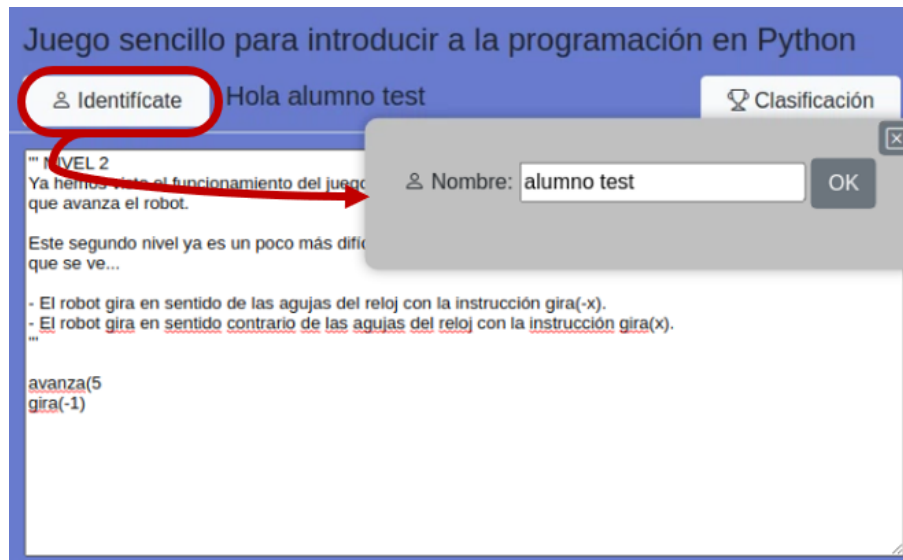 Juego sencillo para introducir a la programación en Python
Identifícate
Hola alumno test
Clasificación
''' NIVEL 2
Ya hemos visto el funcionamiento del juego
que avanza el robot.
Este segundo nivel ya es un poco más difíc
que se ve...
- El robot gira en sentido de las agujas del reloj con la instrucción gira(-x).
- El robot gira en sentido contrario de las agujas del reloj con la instrucción gira(x).
'''
avanza(5
gira(-1)
Nombre: alumno test
OK